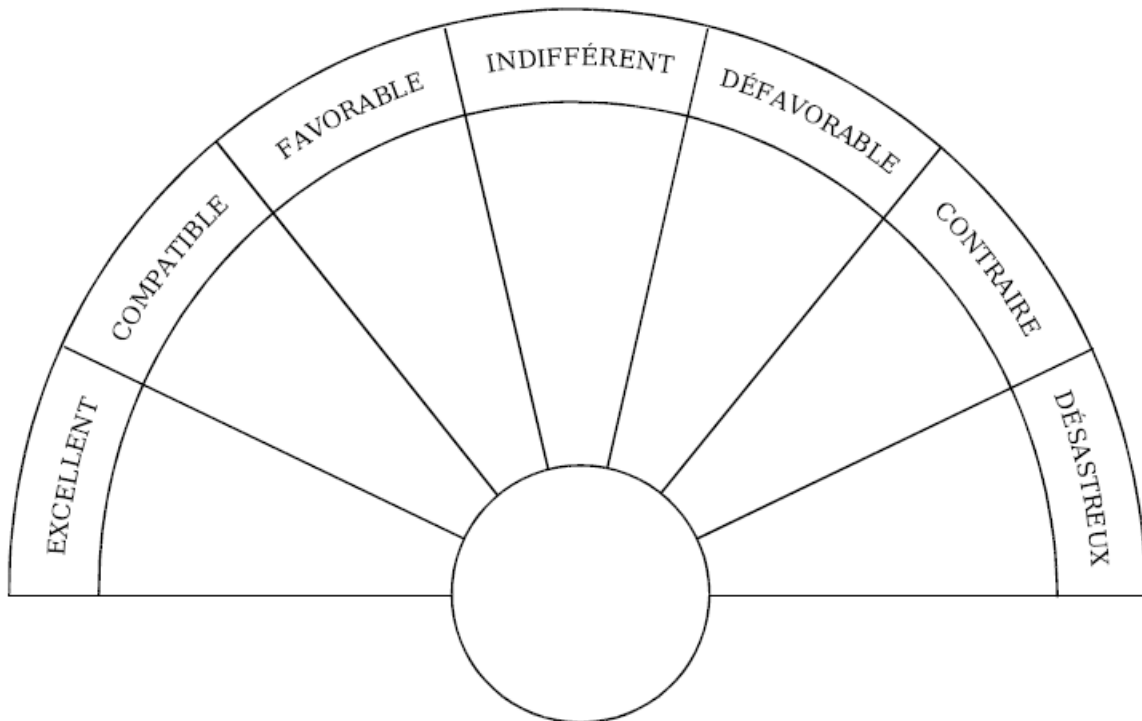 EXCELLENT
COMPATIBLE
FAVORABLE
INDIFFÉRENT
DÉFAVORABLE
CONTRAIRE
DÉSASTREUX